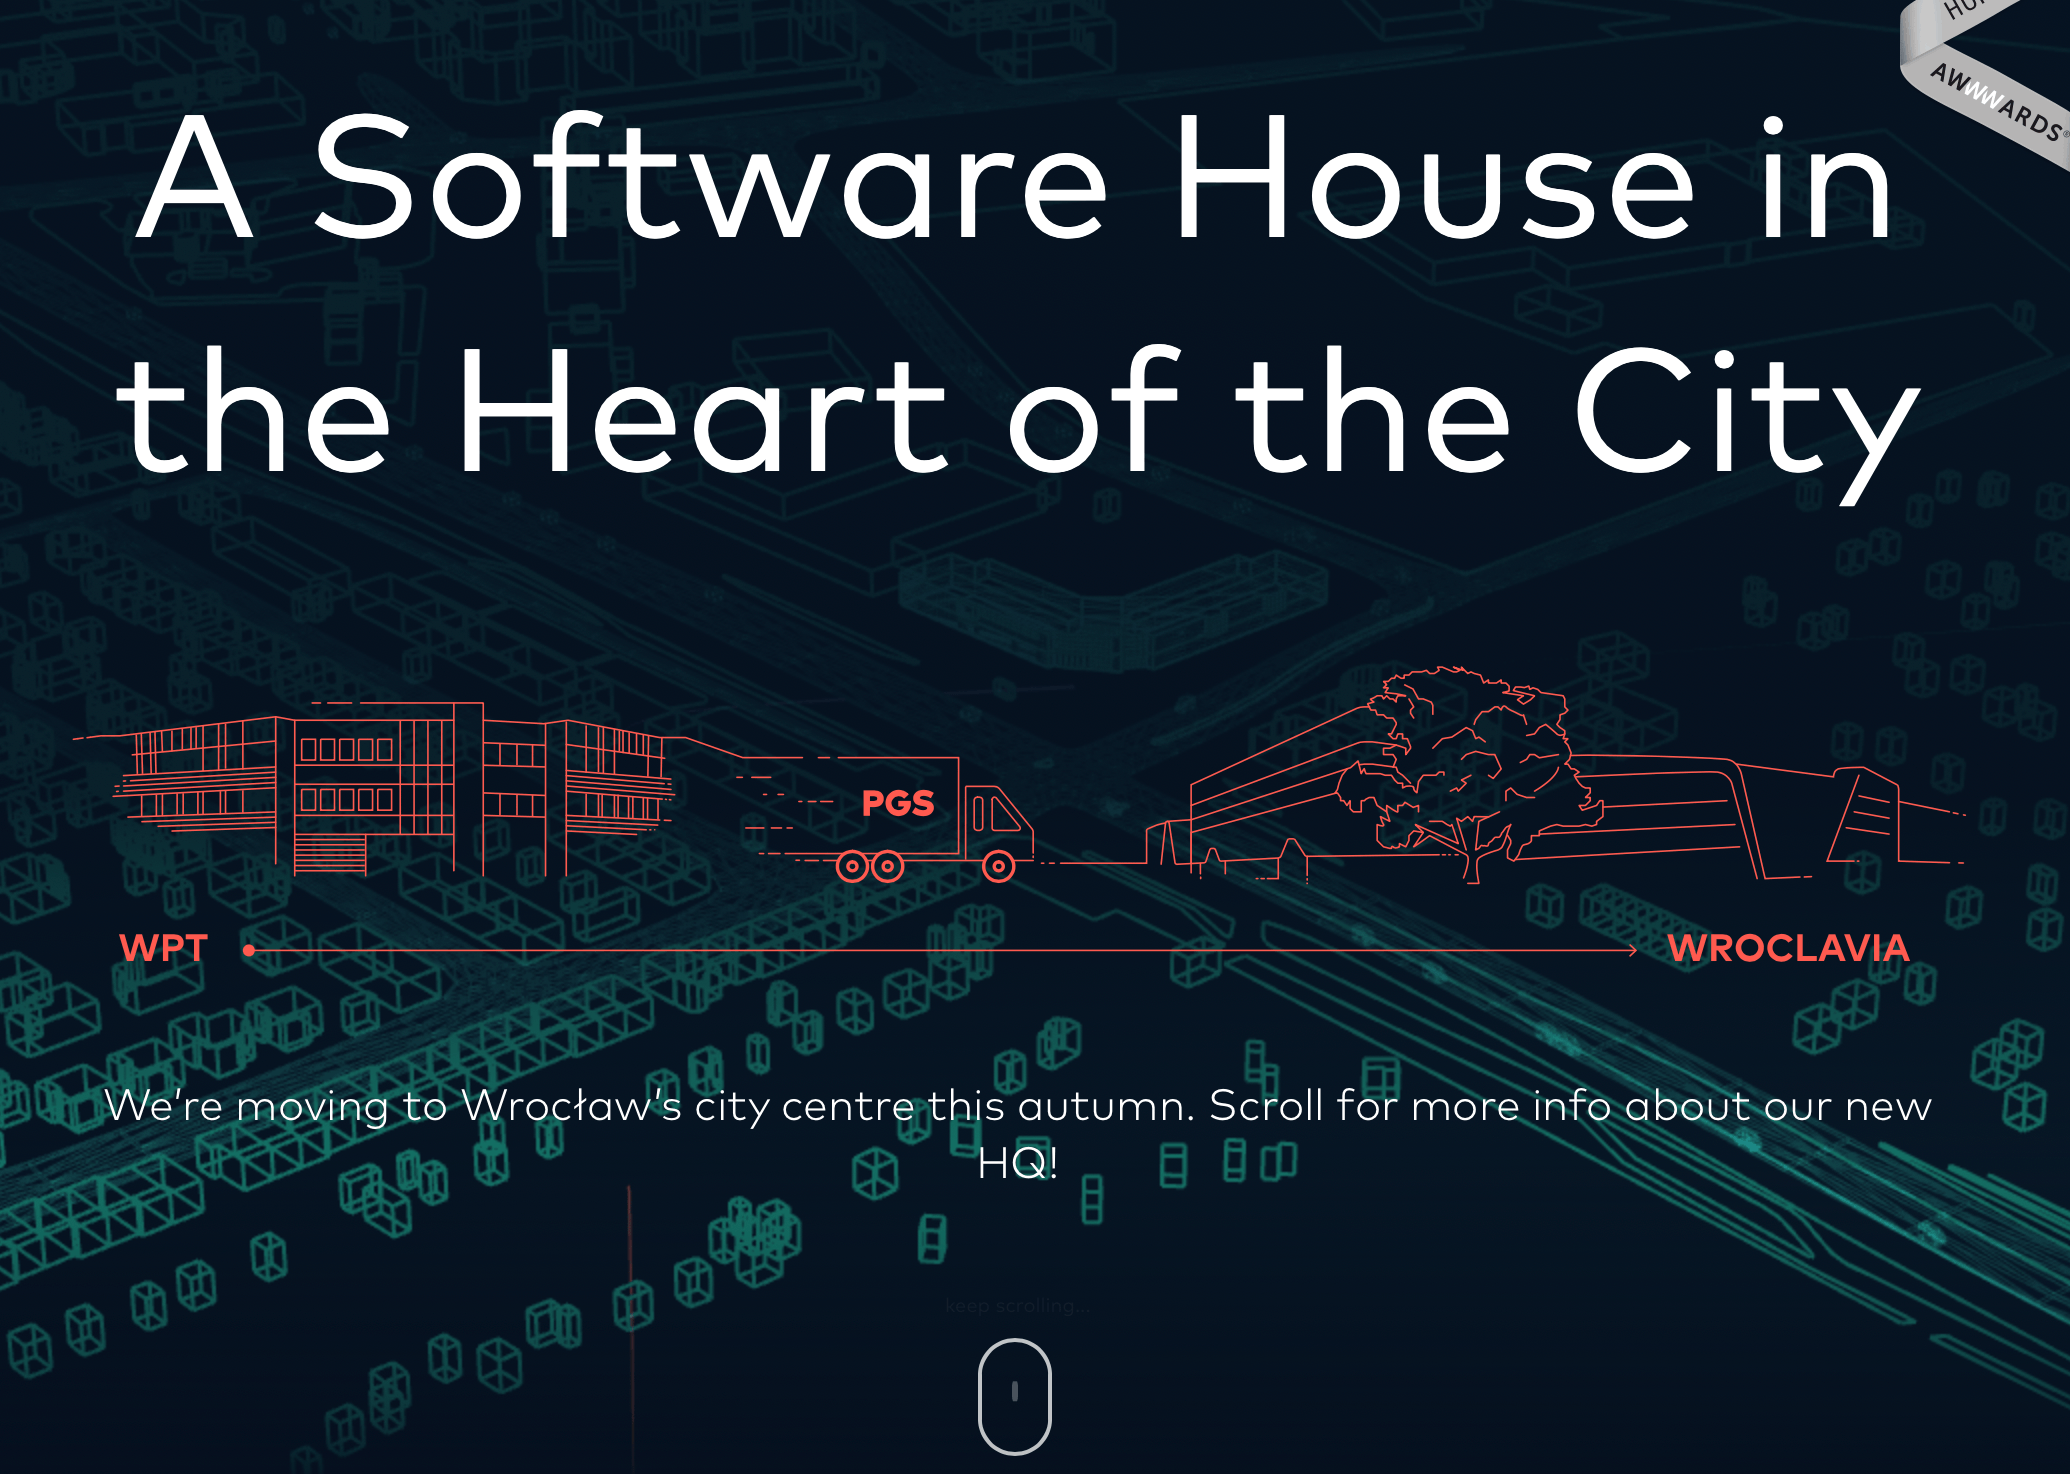 AWWWARDS
A Software House in
the Heart of the City
PGS
WPT
WROCLAVIA
We're moving to Wrocław's city centre this autumn. Scroll for more info about our new
HQ!
keep scrolling...